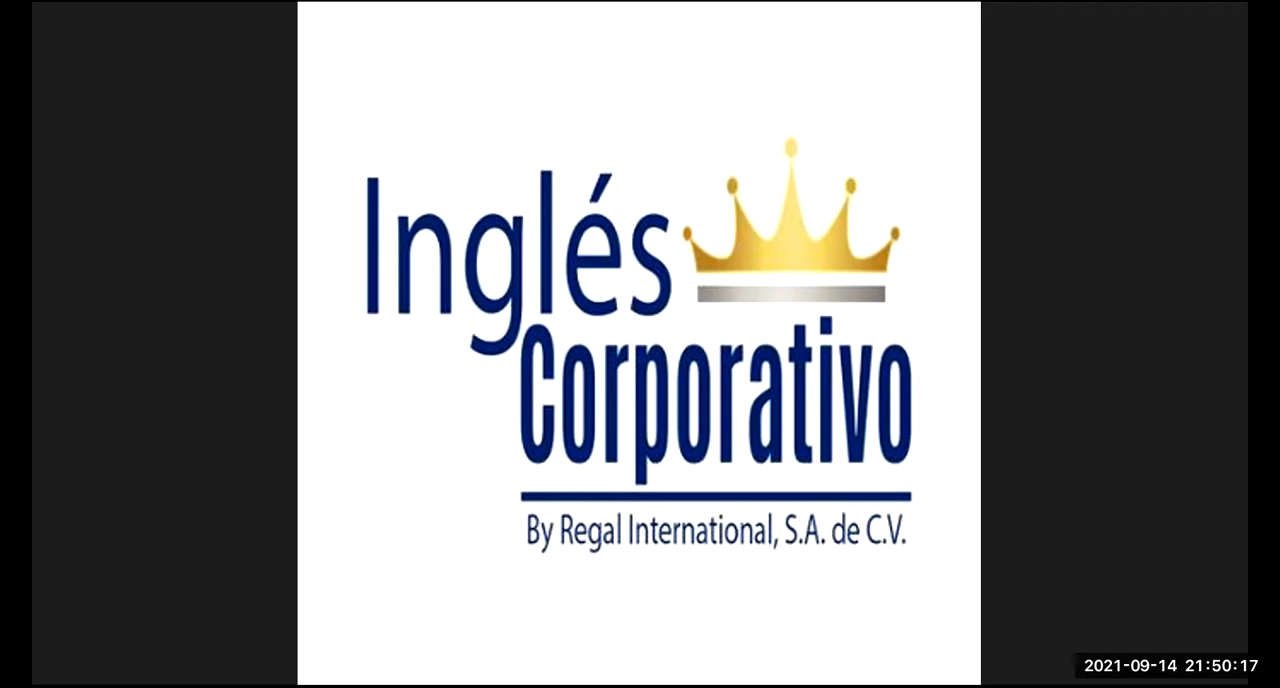 Inglés
Corporativo
By Regal International, S.A. de C.V.
2021-09-14 21:50:17